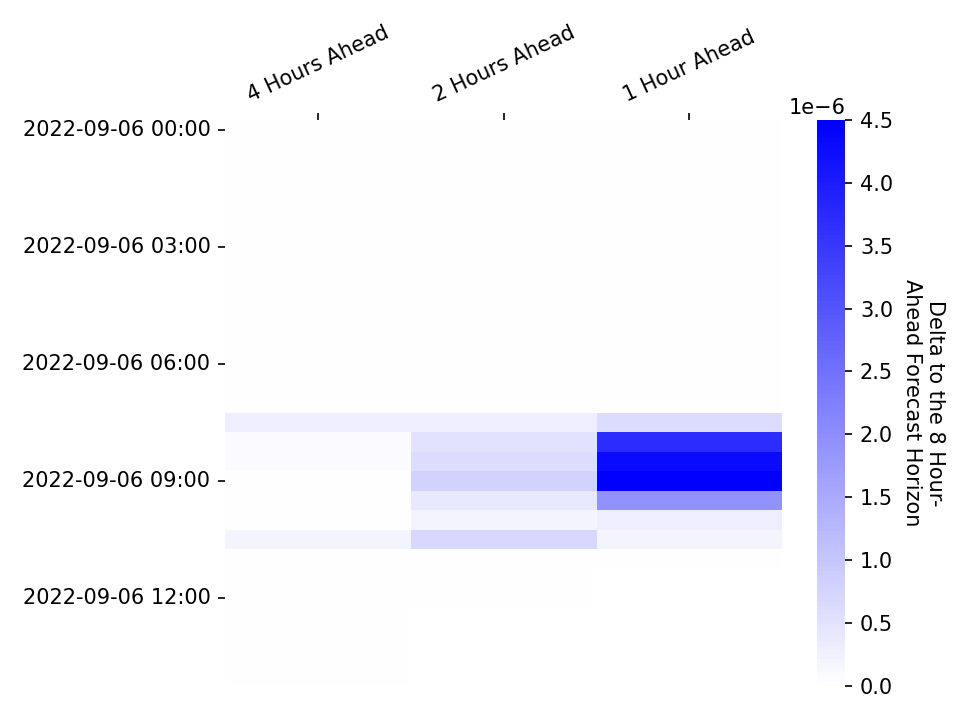 4 Hours Ahead
2 Hours Ahead
1 Hour Ahead
2022-09-06 00:00
2022-09-06 03:00
2022-09-06 06:00
2022-09-06 09:00
2022-09-06 12:00
1e−6
4.5
4.0
3.5
3.0
2.5
2.0
1.5
1.0
0.5
0.0
Delta to the 8 Hour-
Ahead Forecast Horizon